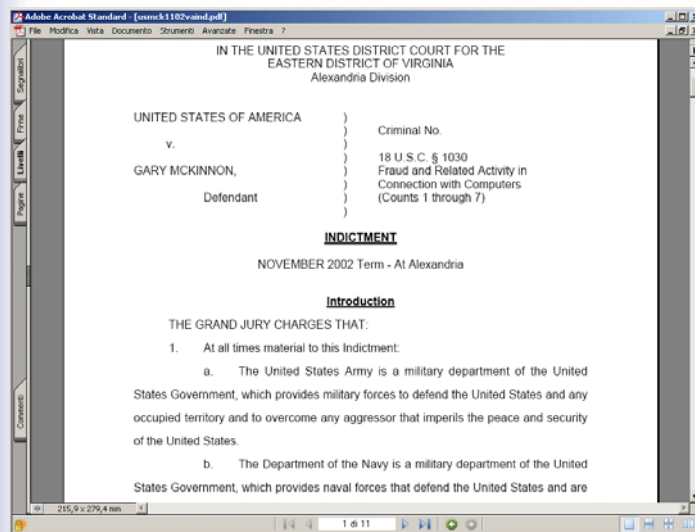 Adobe Acrobat Standard - [usmck1102vaind.pdf]
File Modifica Vista Documento Strumenti Avanzate Finestra ?
Segnalibri
Firme
Livelli
Pagine
Commenti
IN THE UNITED STATES DISTRICT COURT FOR THE
EASTERN DISTRICT OF VIRGINIA
Alexandria Division
UNITED STATES OF AMERICA )
) Criminal No.
v. )
) 18 U.S.C. § 1030
GARY MCKINNON, ) Fraud and Related Activity in
) Connection with Computers
Defendant ) (Counts 1 through 7)
)
INDICTMENT
NOVEMBER 2002 Term - At Alexandria
Introduction
THE GRAND JURY CHARGES THAT:
1. At all times material to this Indictment:
a. The United States Army is a military department of the United
States Government, which provides military forces to defend the United States and any
occupied territory and to overcome any aggressor that imperils the peace and security
of the United States.
b. The Department of the Navy is a military department of the United
States Government, which provides naval forces that defend the United States and are
215,9 x 279,4 mm
1 di 11